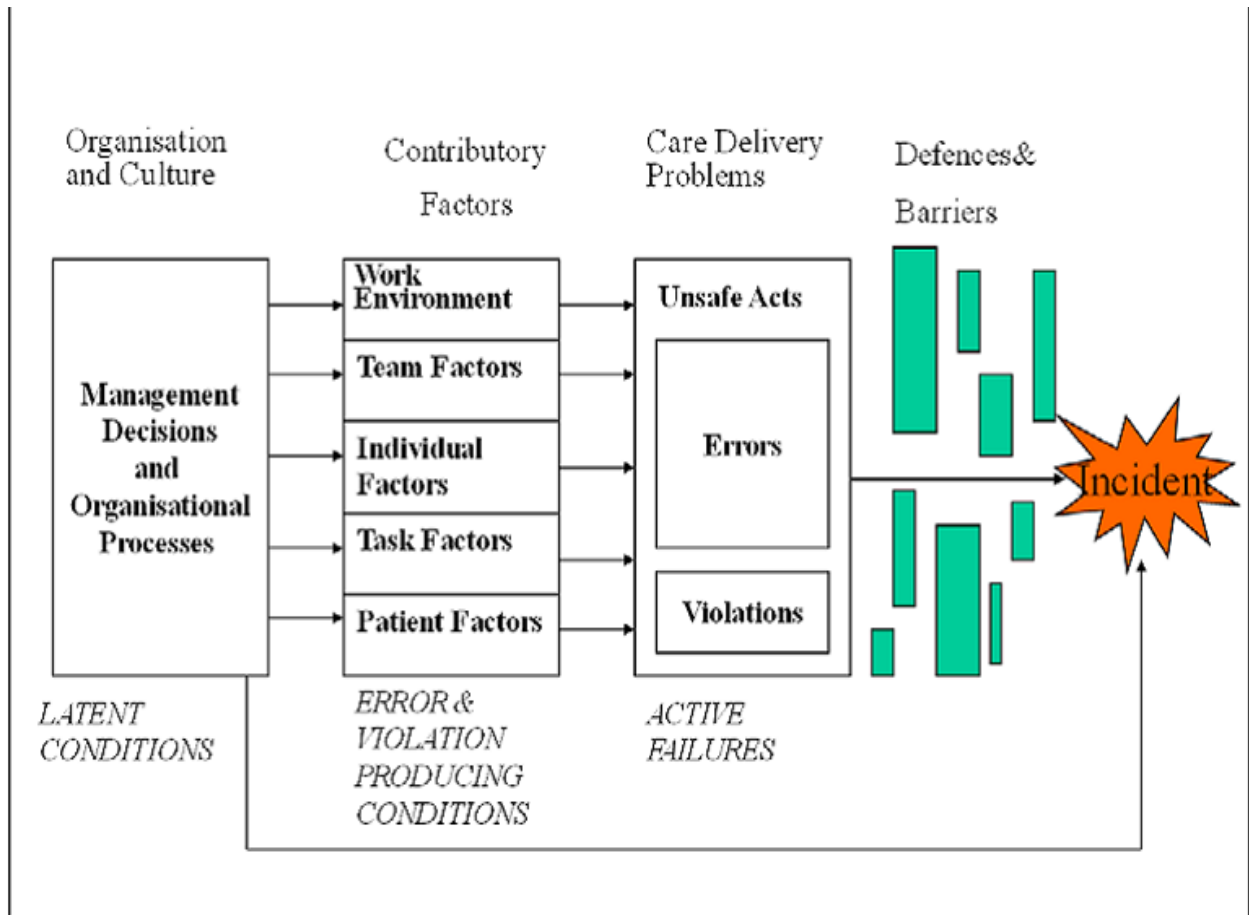 Organisation
and Culture
Contributory
Factors
Care Delivery
Problems
Defences&
Barriers
Management
Decisions
and
Organisational
Processes
Work
Environment
Team Factors
Individual
Factors
Task Factors
Patient Factors
Unsafe Acts
Errors
Violations
Incident
LATENT
CONDITIONS
ERROR &
VIOLATION
PRODUCING
CONDITIONS
ACTIVE
FAILURES